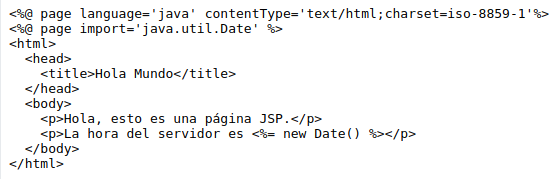 <%@ page language='java' contentType='text/html;charset=iso-8859-1'%>
<%@ page import='java.util.Date' %>
<html>
  <head>
    <title>Hola Mundo</title>
  </head>
  <body>
    <p>Hola, esto es una página JSP.</p>
    <p>La hora del servidor es <%= new Date() %></p>
  </body>
</html>